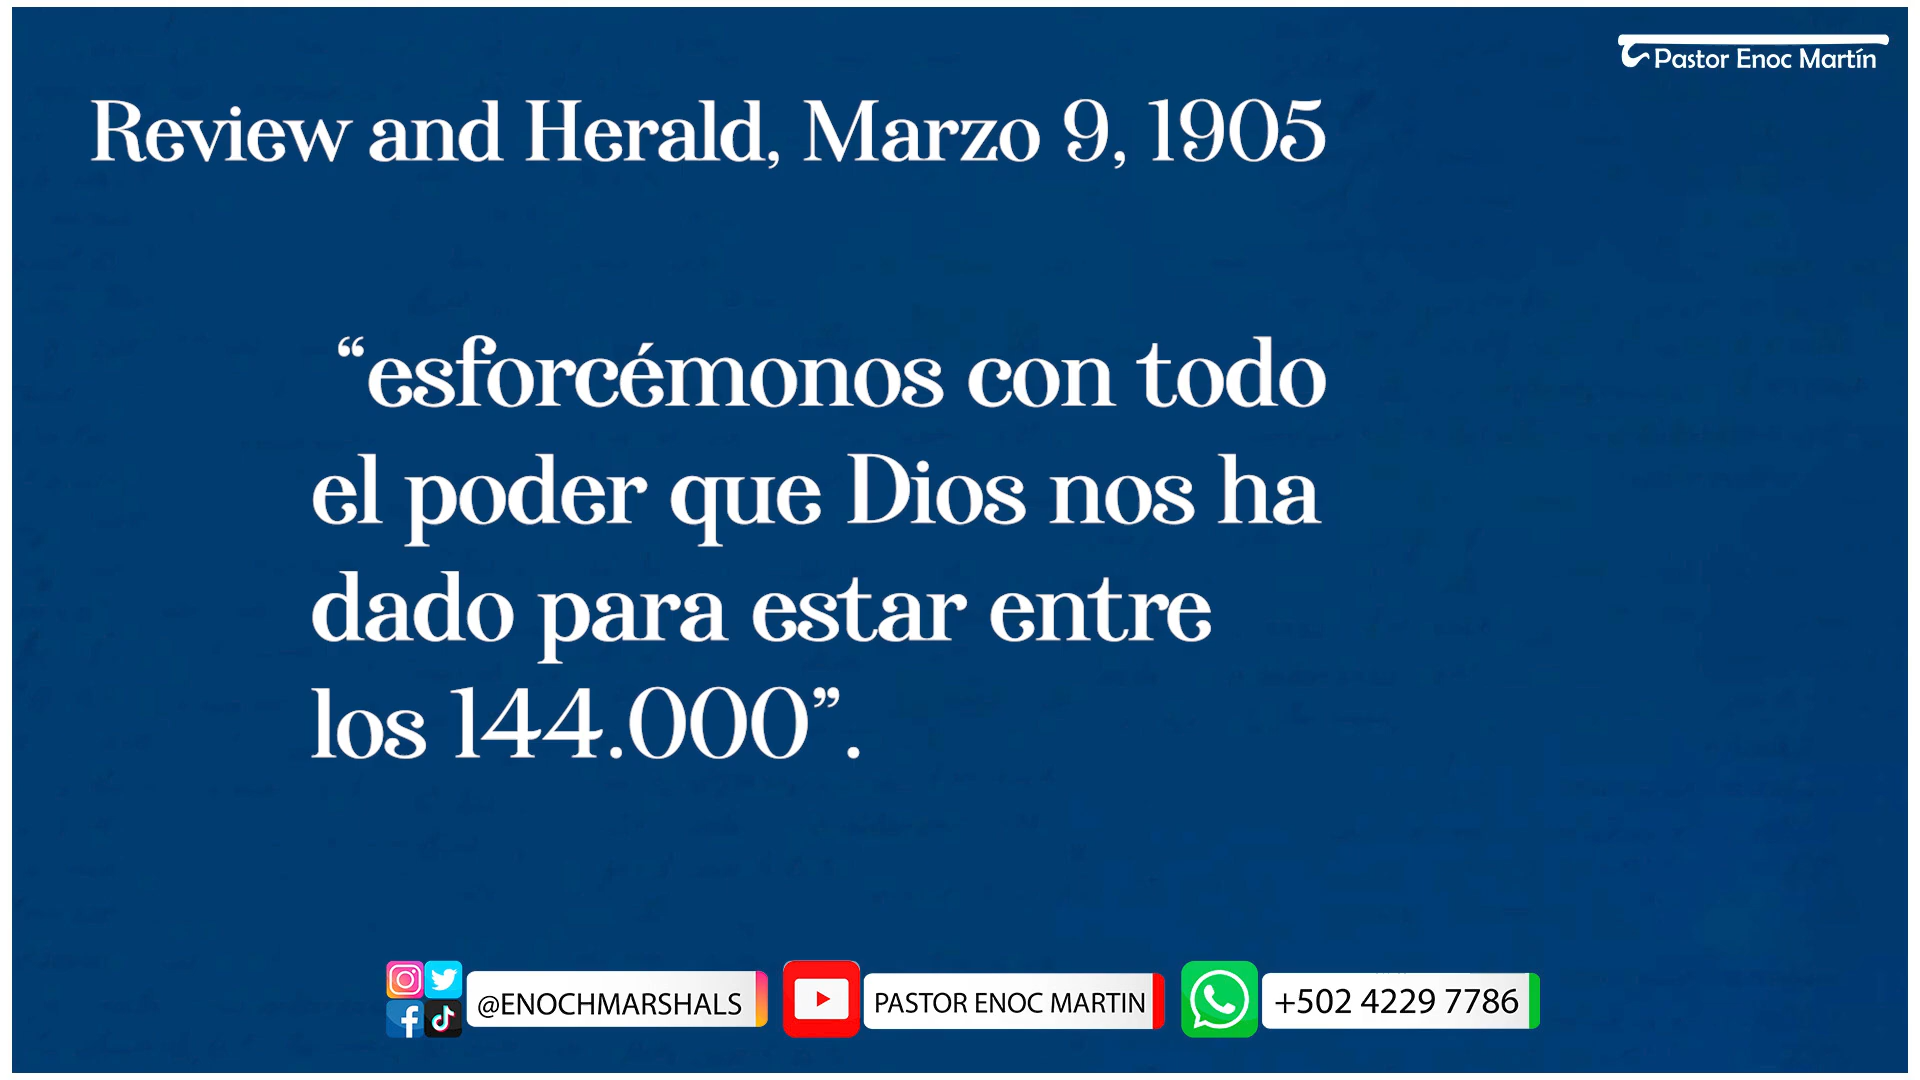 Pastor Enoc Martín
Review and Herald, Marzo 9, 1905
“esforcémonos con todo
el poder que Dios nos ha
dado para estar entre
los 144.000”.
@ENOCHMARSHALS
PASTOR ENOC MARTIN
+502 4229 7786